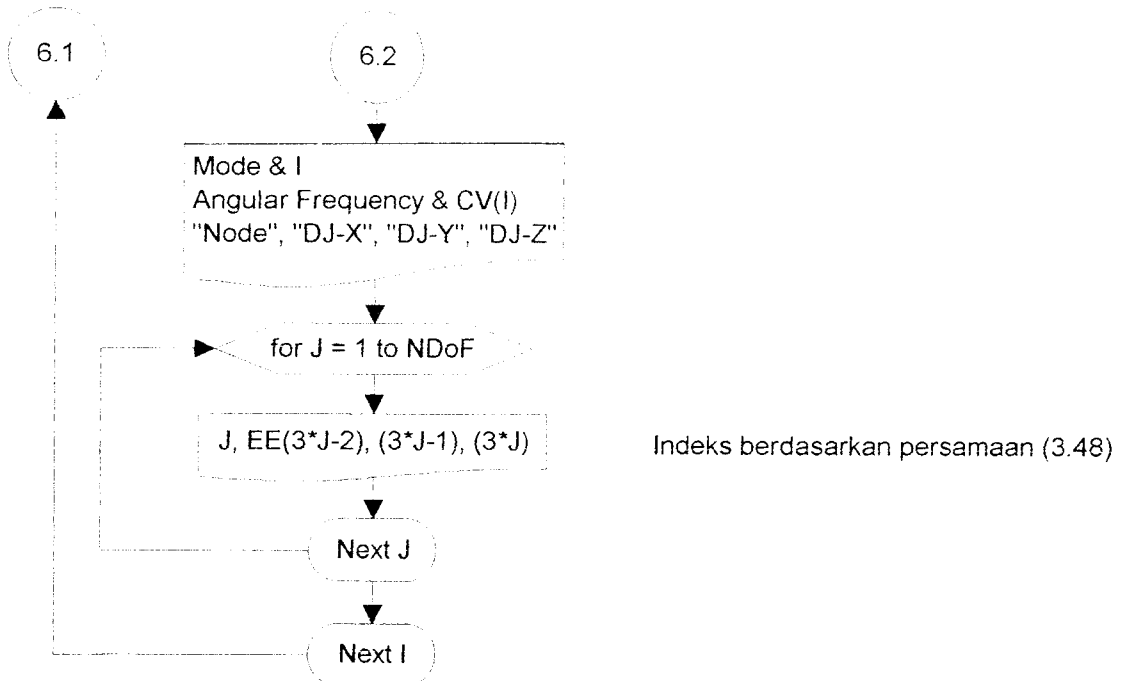 6.1
6.2
Mode & I
Angular Frequency & CV(I)
"Node", "DJ-X", "DJ-Y", "DJ-Z"
for J = 1 to NDoF
J, EE(3*J-2), (3*J-1), (3*J)
Indeks berdasarkan persamaan (3.48)
Next J
Next I